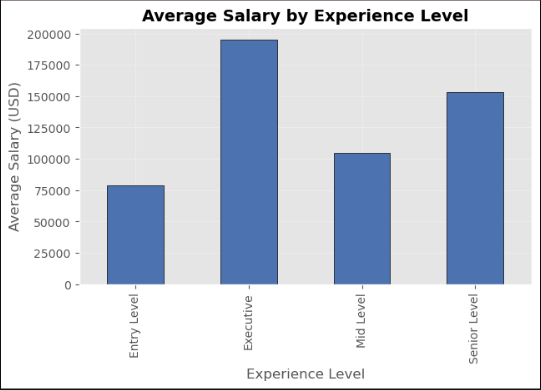 Average Salary by Experience Level
Average Salary (USD)
200000
175000
150000
125000
100000
75000
50000
25000
0
Entry Level
Executive
Mid Level
Senior Level
Experience Level